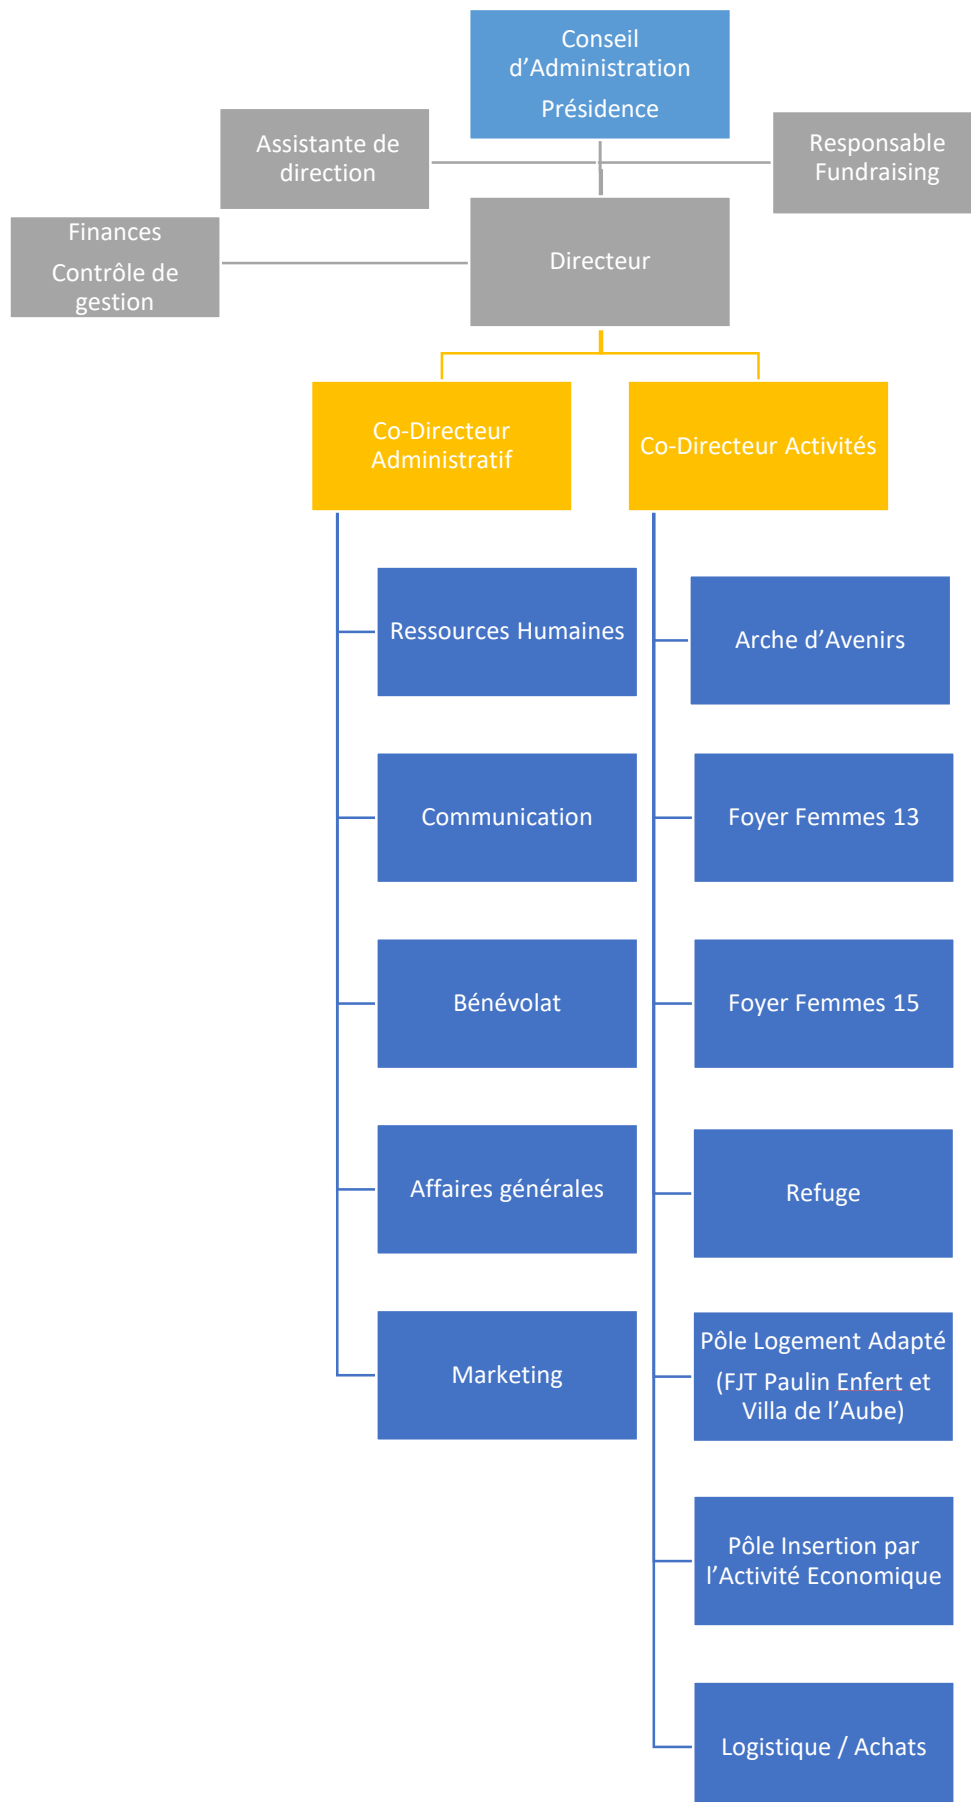 Conseil
d’Administration
Présidence
Assistante de
direction
Responsable
Fundraising
Finances
Contrôle de
gestion
Directeur
Co-Directeur
Administratif
Co-Directeur Activités
Ressources Humaines
Arche d’Avenirs
Communication
Foyer Femmes 13
Bénévolat
Foyer Femmes 15
Affaires générales
Refuge
Marketing
Pôle Logement Adapté
(FJT Paulin Enfert et
Villa de l’Aube)
Pôle Insertion par
l’Activité Economique
Logistique / Achats